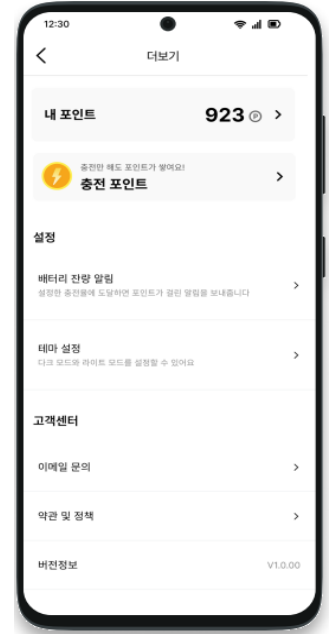 12:30
더보기
내 포인트 923 P
충전만 해도 포인트가 쌓여요!
충전 포인트
설정
배터리 잔량 알림
설정한 충전율에 도달하면 포인트가 걸린 알림을 보내줍니다
테마 설정
다크 모드와 라이트 모드를 설정할 수 있어요
고객센터
이메일 문의
약관 및 정책
버전정보 V1.0.00